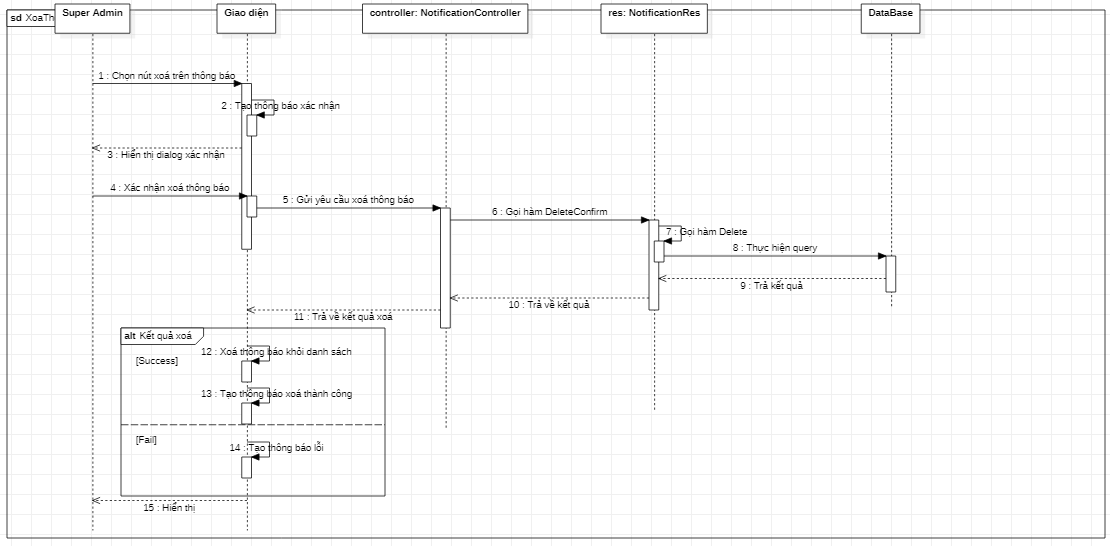 sd XoaTh
Super Admin
Giao diện
controller: NotificationController
res: NotificationRes
DataBase
1 : Chọn nút xoá trên thông báo
2 : Tạo thông báo xác nhận
3 : Hiển thị dialog xác nhận
4 : Xác nhận xoá thông báo
5 : Gửi yêu cầu xoá thông báo
6 : Gọi hàm DeleteConfirm
7 : Gọi hàm Delete
8 : Thực hiện query
9 : Trả kết quả
10 : Trả về kết quả
11 : Trả về kết quả xoá
alt Kết quả xoá
12 : Xoá thông báo khỏi danh sách
[Success]
13 : Tạo thông báo xoá thành công
[Fail]
14 : Tạo thông báo lỗi
15 : Hiển thị